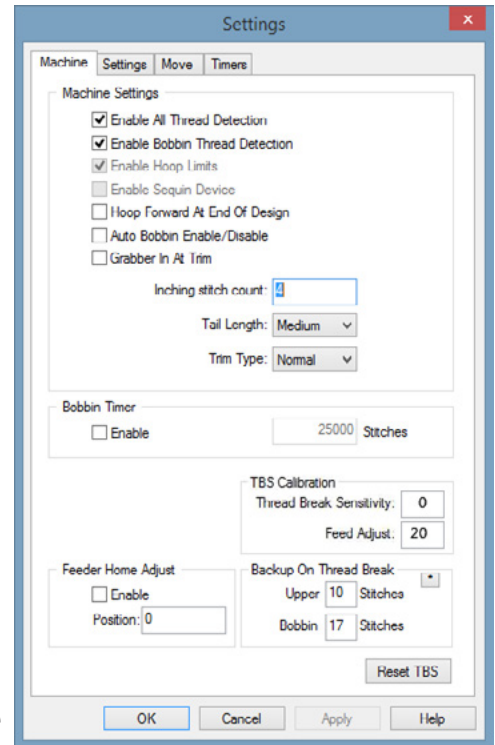 Settings
x
Machine Settings Move Timers
Machine Settings
Enable All Thread Detection
Enable Bobbin Thread Detection
Enable Hoop Limits
Enable Sequin Device
Hoop Forward At End Of Design
Auto Bobbin Enable/Disable
Grabber In At Trim
Inching stitch count: 4
Tail Length: Medium
Trim Type: Normal
Bobbin Timer
Enable 25000 Stitches
TBS Calibration
Thread Break Sensitivity: 0
Feed Adjust: 20
Feeder Home Adjust
Enable
Position: 0
Backup On Thread Break
*
Upper 10 Stitches
Bobbin 17 Stitches
Reset TBS
OK Cancel Apply Help